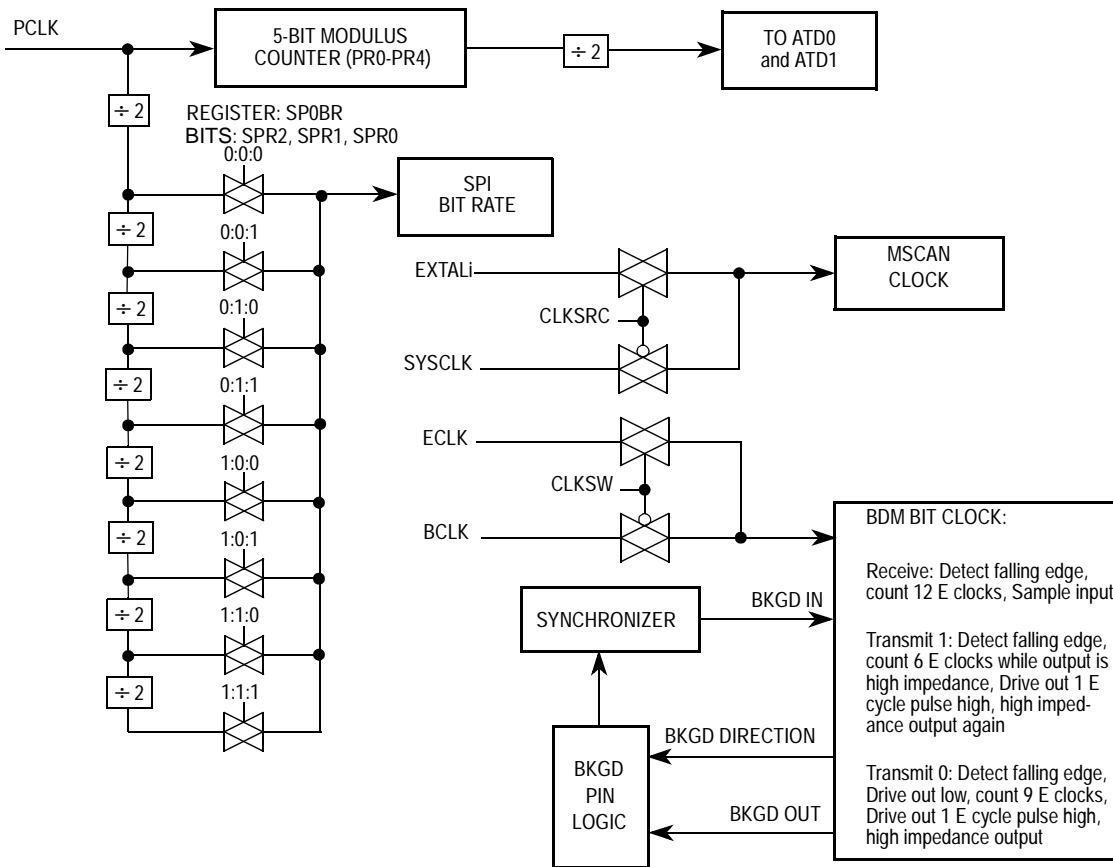 PCLK
5-BIT MODULUS
COUNTER (PR0-PR4)
÷ 2
TO ATD0
and ATD1
÷ 2
REGISTER: SP0BR
BITS: SPR2, SPR1, SPR0
0:0:0
SPI
BIT RATE
÷ 2
0:0:1
÷ 2
0:1:0
÷ 2
0:1:1
÷ 2
1:0:0
÷ 2
1:0:1
÷ 2
1:1:0
÷ 2
1:1:1
EXTALi
CLKSRC
SYSCLK
MSCAN
CLOCK
ECLK
CLKSW
BCLK
BDM BIT CLOCK:
Receive: Detect falling edge,
count 12 E clocks, Sample input
Transmit 1: Detect falling edge,
count 6 E clocks while output is
high impedance, Drive out 1 E
cycle pulse high, high imped-
ance output again
Transmit 0: Detect falling edge,
Drive out low, count 9 E clocks,
Drive out 1 E cycle pulse high,
high impedance output
SYNCHRONIZER
BKGD IN
BKGD DIRECTION
BKGD OUT
BKGD
PIN
LOGIC